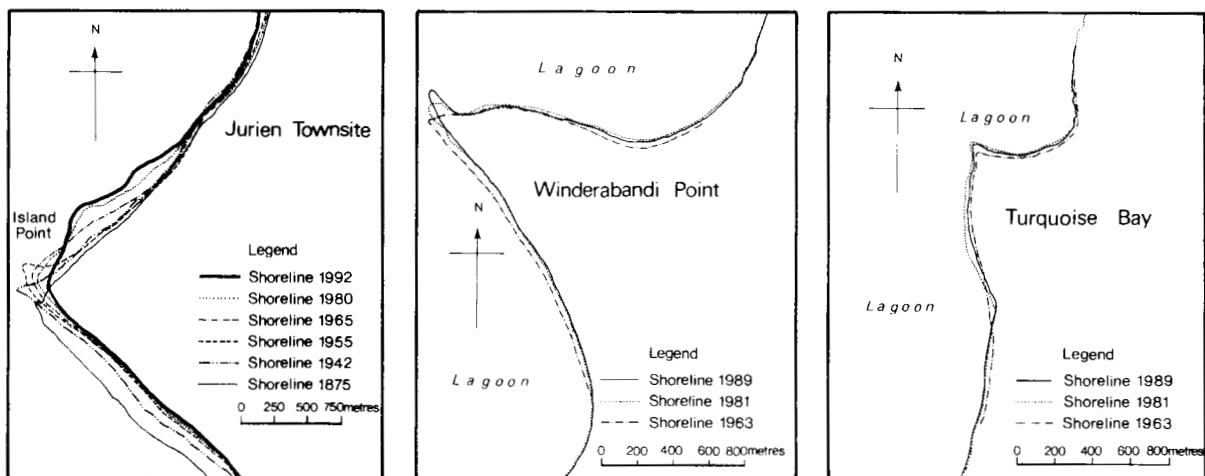 N
Jurien Townsite
Island
Point
Legend
Shoreline 1992
Shoreline 1980
Shoreline 1965
Shoreline 1955
Shoreline 1942
Shoreline 1875
0 250 500 750metres
Lagoon
Winderabandi Point
N
Lagoon
Legend
Shoreline 1989
Shoreline 1981
Shoreline 1963
0 200 400 600 800metres
N
Lagoon
Turquoise Bay
Lagoon
Legend
Shoreline 1989
Shoreline 1981
Shoreline 1963
0 200 400 600 800metres